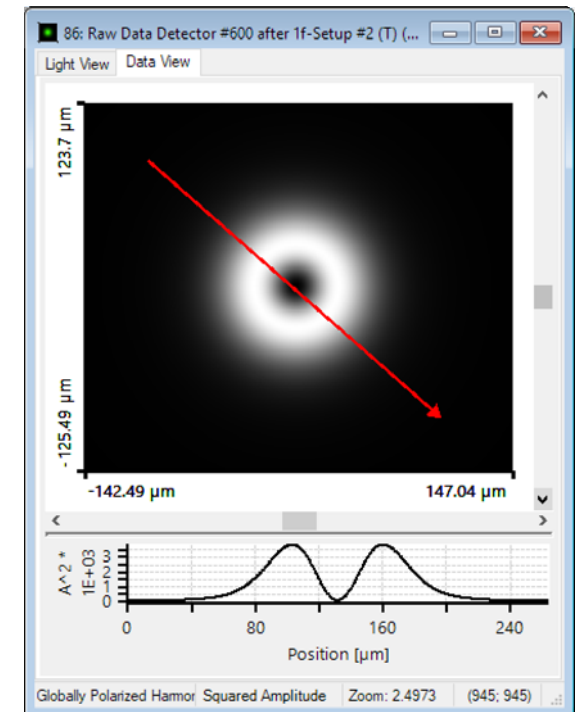 86: Raw Data Detector #600 after 1f-Setup #2 (T) (...
Light View Data View
123.7 µm
-125.49 µm
-142.49 µm 147.04 µm
A^2 *
1E+03
3
2
1
0
0 80 160 240
Position [µm]
Globally Polarized Harmor Squared Amplitude Zoom: 2.4973 (945; 945)